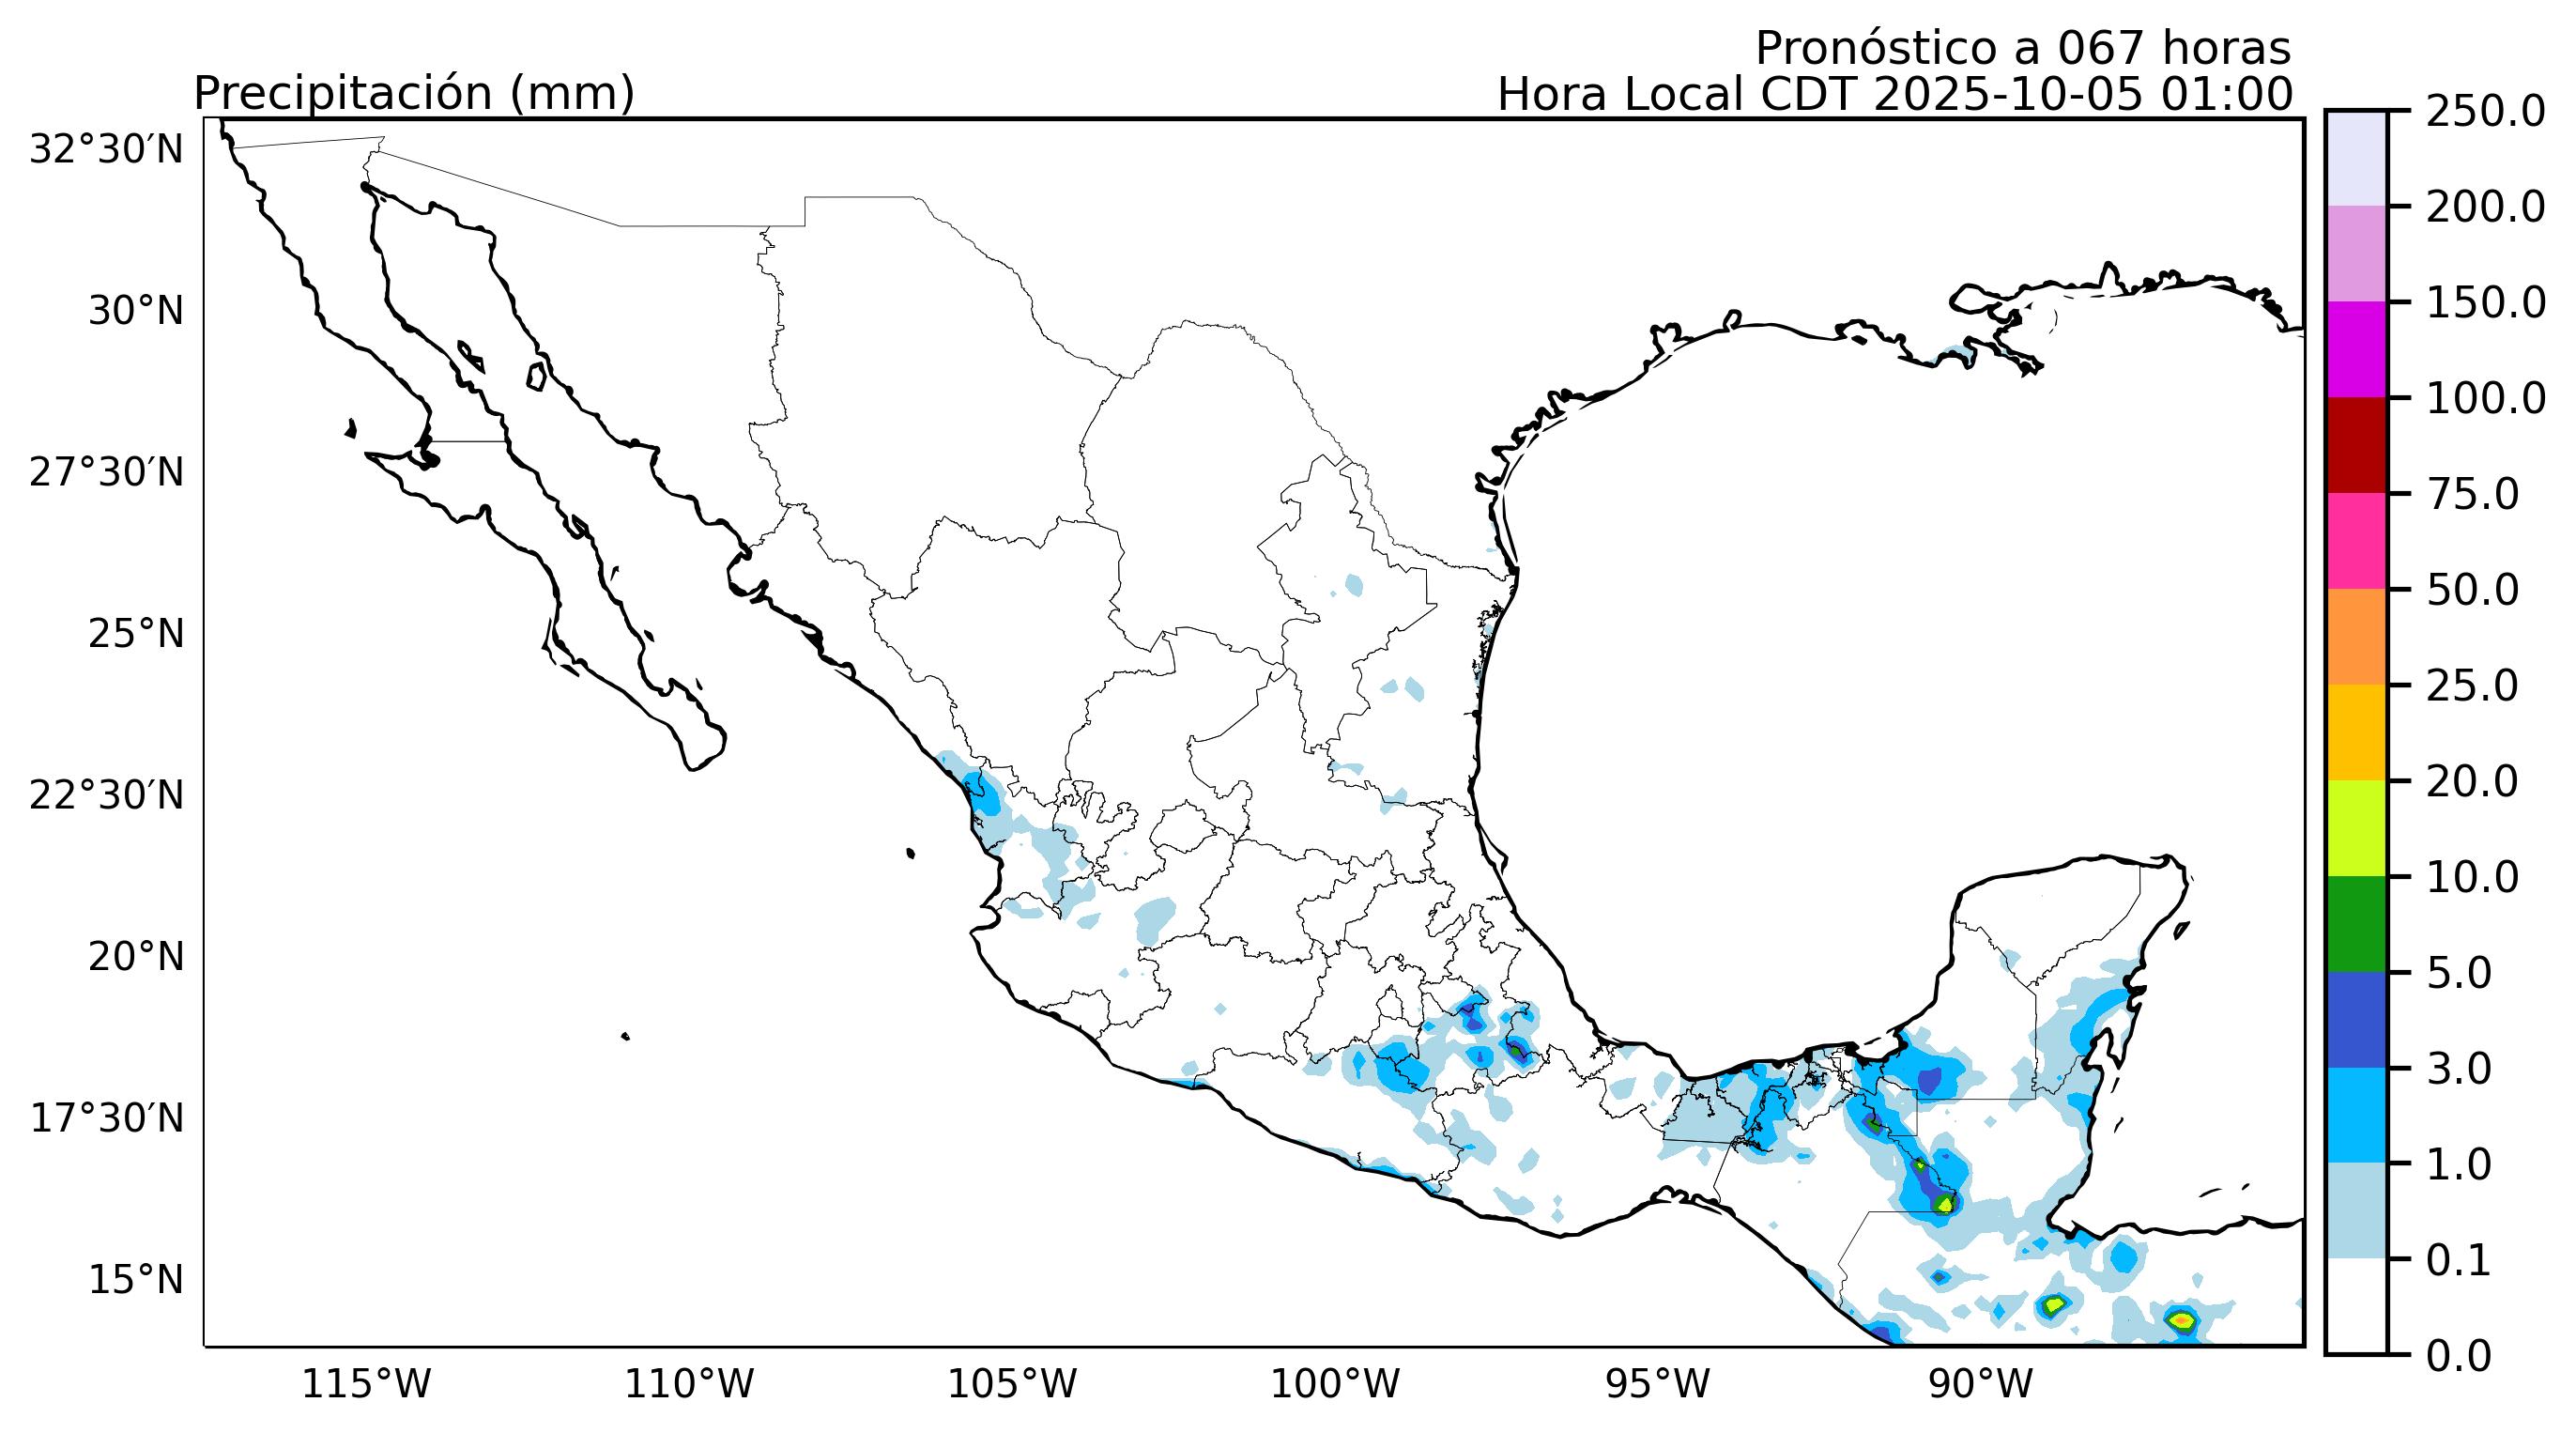 Pronóstico a 067 horas
Precipitación (mm)
Hora Local CDT 2025-10-05 01:00
32°30′N
30°N
27°30′N
25°N
22°30′N
20°N
17°30′N
15°N
115°W
110°W
105°W
100°W
95°W
90°W
250.0
200.0
150.0
100.0
75.0
50.0
25.0
20.0
10.0
5.0
3.0
1.0
0.1
0.0